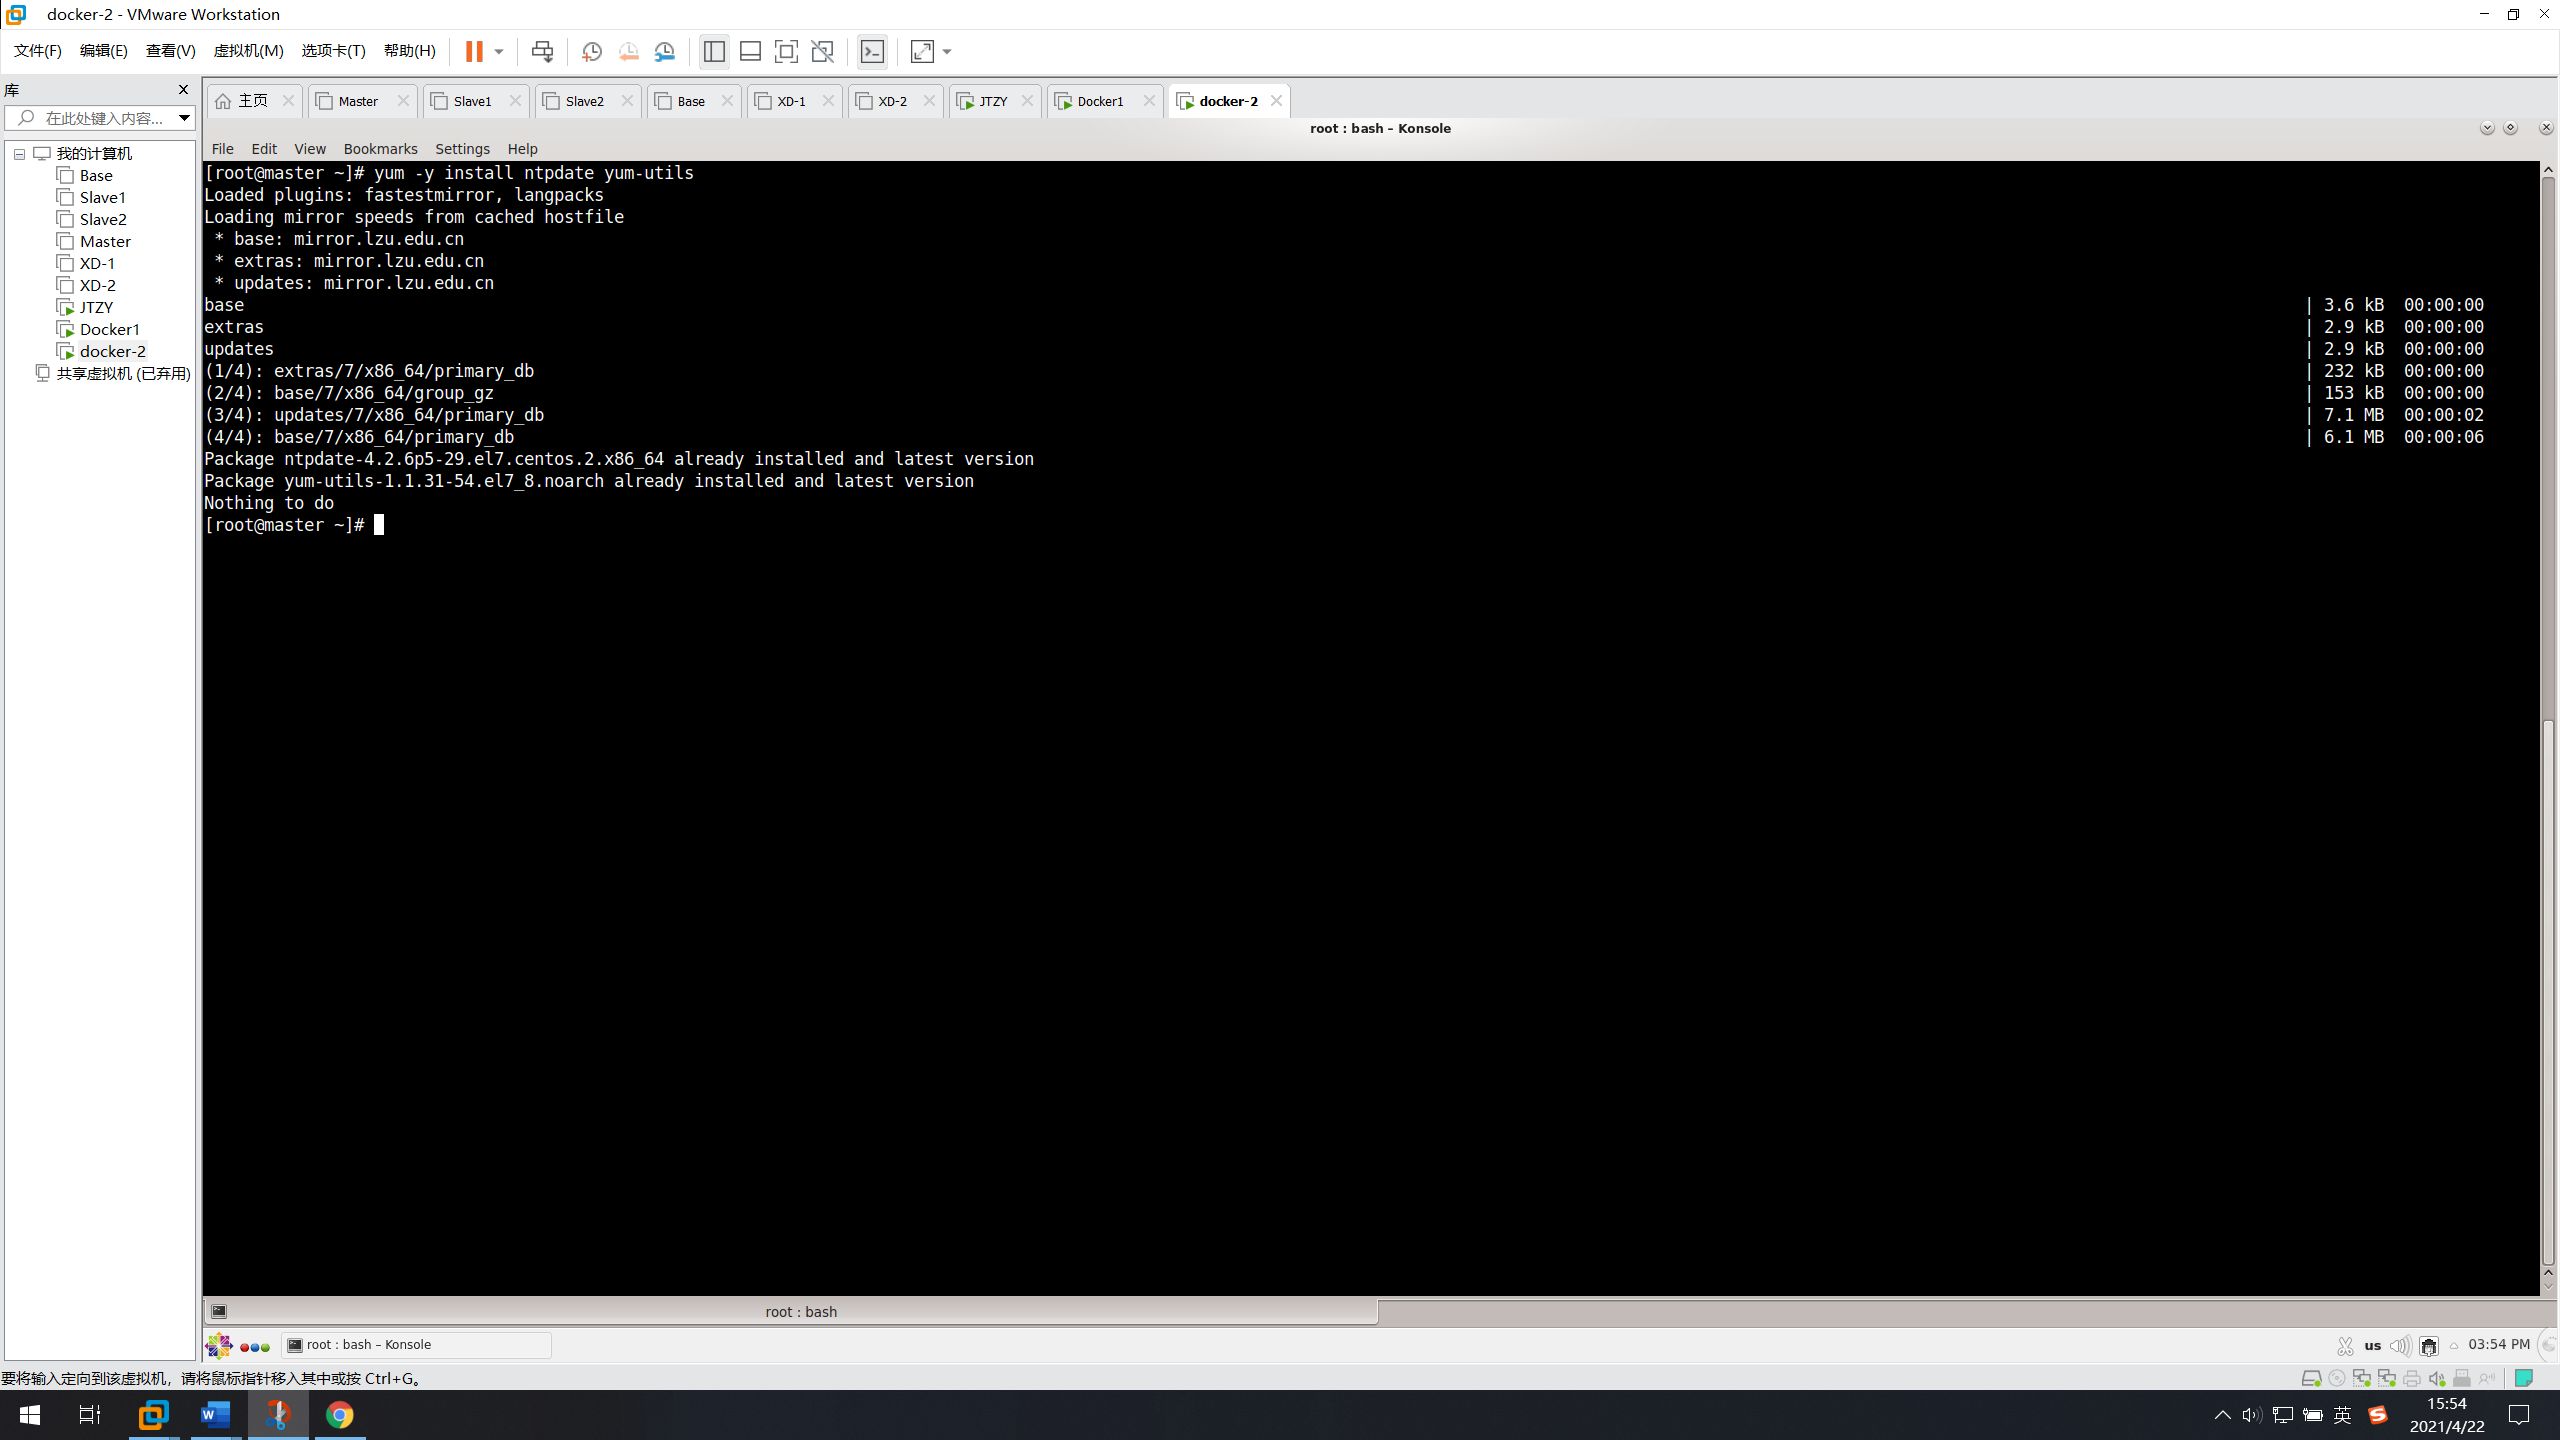 docker-2 - VMware Workstation
文件(F) 编辑(E) 查看(V) 虚拟机(M) 选项卡(T) 帮助(H)
库
在此处键入内容...
我的计算机
Base
Slave1
Slave2
Master
XD-1
XD-2
JTZY
Docker1
docker-2
共享虚拟机 (已弃用)
主页 Master Slave1 Slave2 Base XD-1 XD-2 JTZY Docker1 docker-2
root : bash – Konsole
File Edit View Bookmarks Settings Help
[root@master ~]# yum -y install ntpdate yum-utils
Loaded plugins: fastestmirror, langpacks
Loading mirror speeds from cached hostfile
* base: mirror.lzu.edu.cn
* extras: mirror.lzu.edu.cn
* updates: mirror.lzu.edu.cn
base | 3.6 kB 00:00:00
extras | 2.9 kB 00:00:00
updates | 2.9 kB 00:00:00
(1/4): extras/7/x86_64/primary_db | 232 kB 00:00:00
(2/4): base/7/x86_64/group_gz | 153 kB 00:00:00
(3/4): updates/7/x86_64/primary_db | 7.1 MB 00:00:02
(4/4): base/7/x86_64/primary_db | 6.1 MB 00:00:06
Package ntpdate-4.2.6p5-29.el7.centos.2.x86_64 already installed and latest version
Package yum-utils-1.1.31-54.el7_8.noarch already installed and latest version
Nothing to do
[root@master ~]#
root : bash
root : bash – Konsole
us
03:54 PM
要将输入定向到该虚拟机，请将鼠标指针移入其中或按 Ctrl+G。
英
15:54
2021/4/22